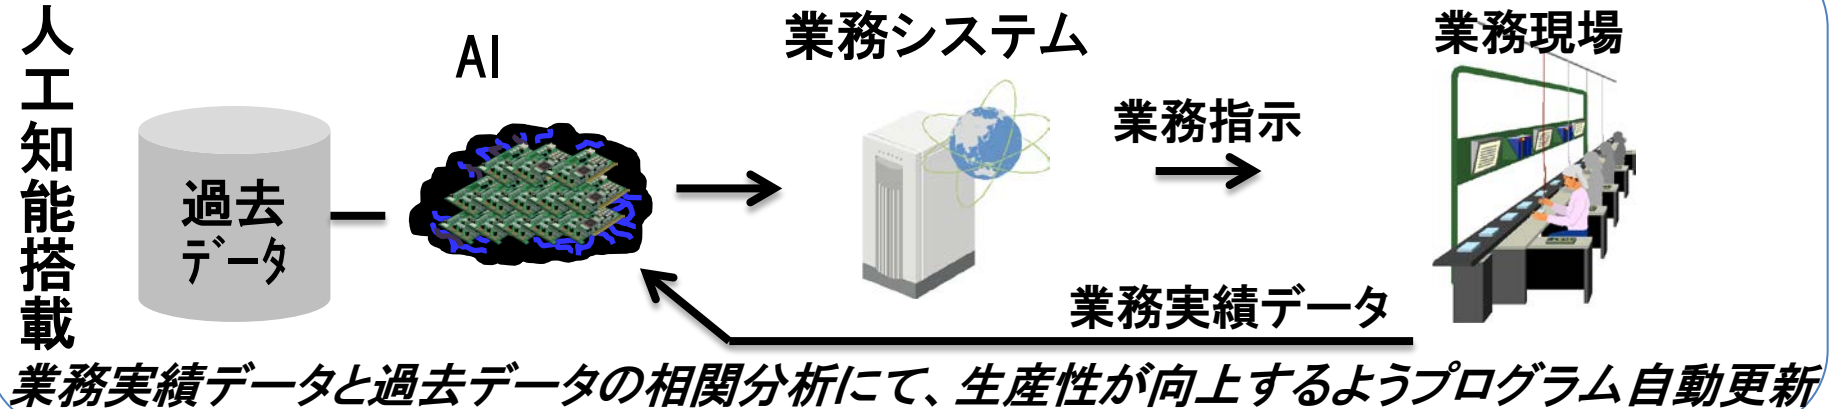 人工知能搭載
AI
業務システム
業務現場
過去
データ
業務指示
業務実績データ
業務実績データと過去データの相関分析にて、生産性が向上するようプログラム自動更新